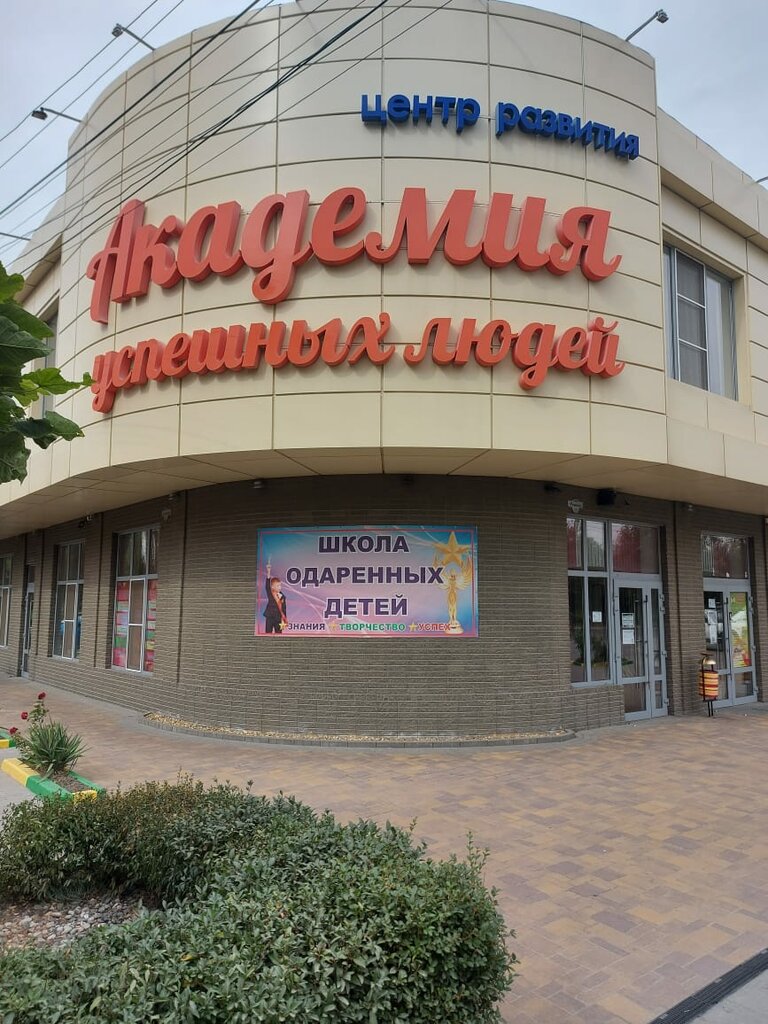 центр развития
Академия
успешных людей
ШКОЛА
ОДАРЕННЫХ
ДЕТЕЙ
ЗНАНИЯ ТВОРЧЕСТВО УСПЕХ